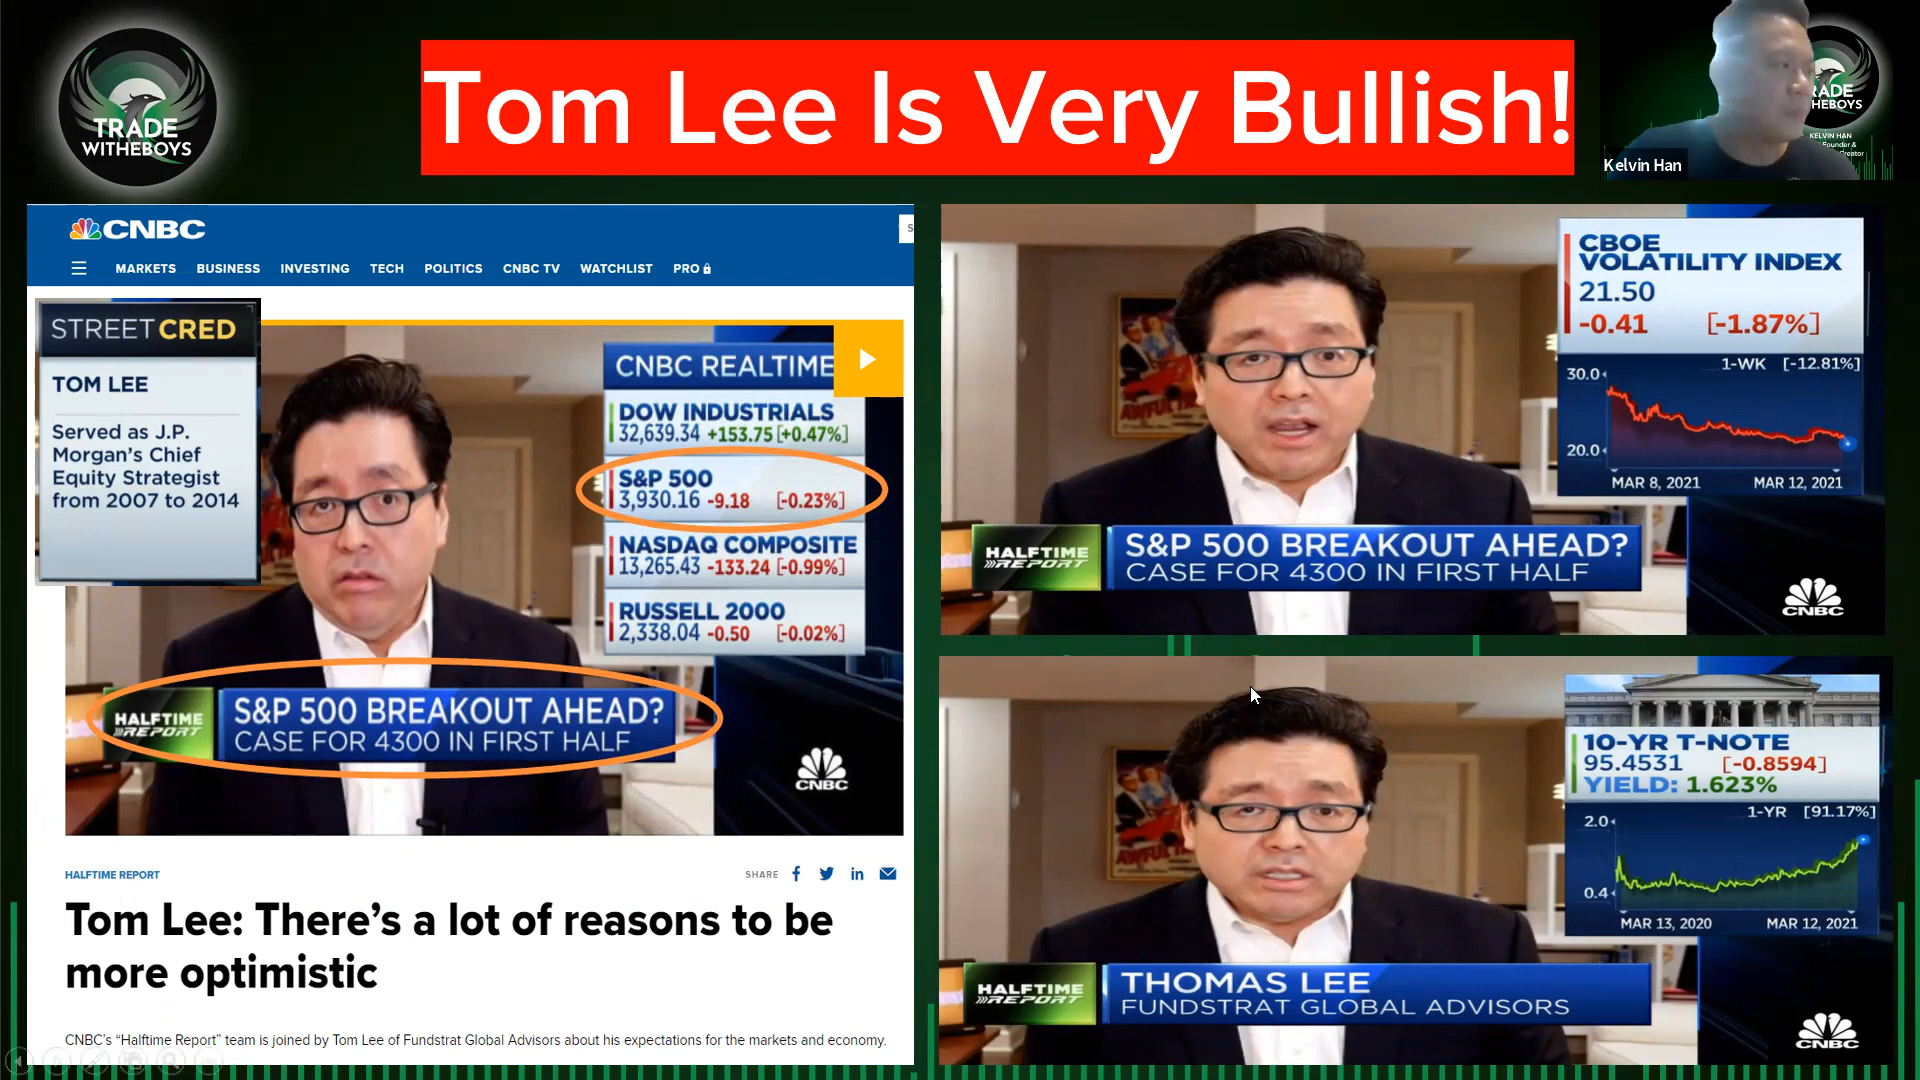 TRADE
WITHEBOYS
Tom Lee Is Very Bullish!
RADE
HEBOYS
KELVIN HAN
Founder &
Creator
Kelvin Han
CNBC
S
MARKETS BUSINESS INVESTING TECH POLITICS CNBC TV WATCHLIST PRO
STREET CRED
TOM LEE
Served as J.P.
Morgan's Chief
Equity Strategist
from 2007 to 2014
CNBC REALTIME
DOW INDUSTRIALS
32,639.34 +153.75 [+0.47%]
S&P 500
3,930.16 -9.18 [-0.23%]
NASDAQ COMPOSITE
13,265.43 -133.24 [-0.99%]
RUSSELL 2000
2,338.04 -0.50 [-0.02%]
HALFTIME
REPORT
S&P 500 BREAKOUT AHEAD?
CASE FOR 4300 IN FIRST HALF
CNBC
HALFTIME REPORT
SHARE
Tom Lee: There's a lot of reasons to be
more optimistic
CNBC's "Halftime Report" team is joined by Tom Lee of Fundstrat Global Advisors about his expectations for the markets and economy.
CBOE
VOLATILITY INDEX
21.50
-0.41 [-1.87%]
1-WK [-12.81%]
30.0
20.0
MAR 8, 2021 MAR 12, 2021
AWFUL
HALFTIME
REPORT
S&P 500 BREAKOUT AHEAD?
CASE FOR 4300 IN FIRST HALF
CNBC
10-YR T-NOTE
95.4531 [-0.8594]
YIELD: 1.623%
1-YR [91.17%]
2.0
0.4
MAR 13, 2020 MAR 12, 2021
AWFUL
HALFTIME
REPORT
THOMAS LEE
FUNDSTRAT GLOBAL ADVISORS
CNBC